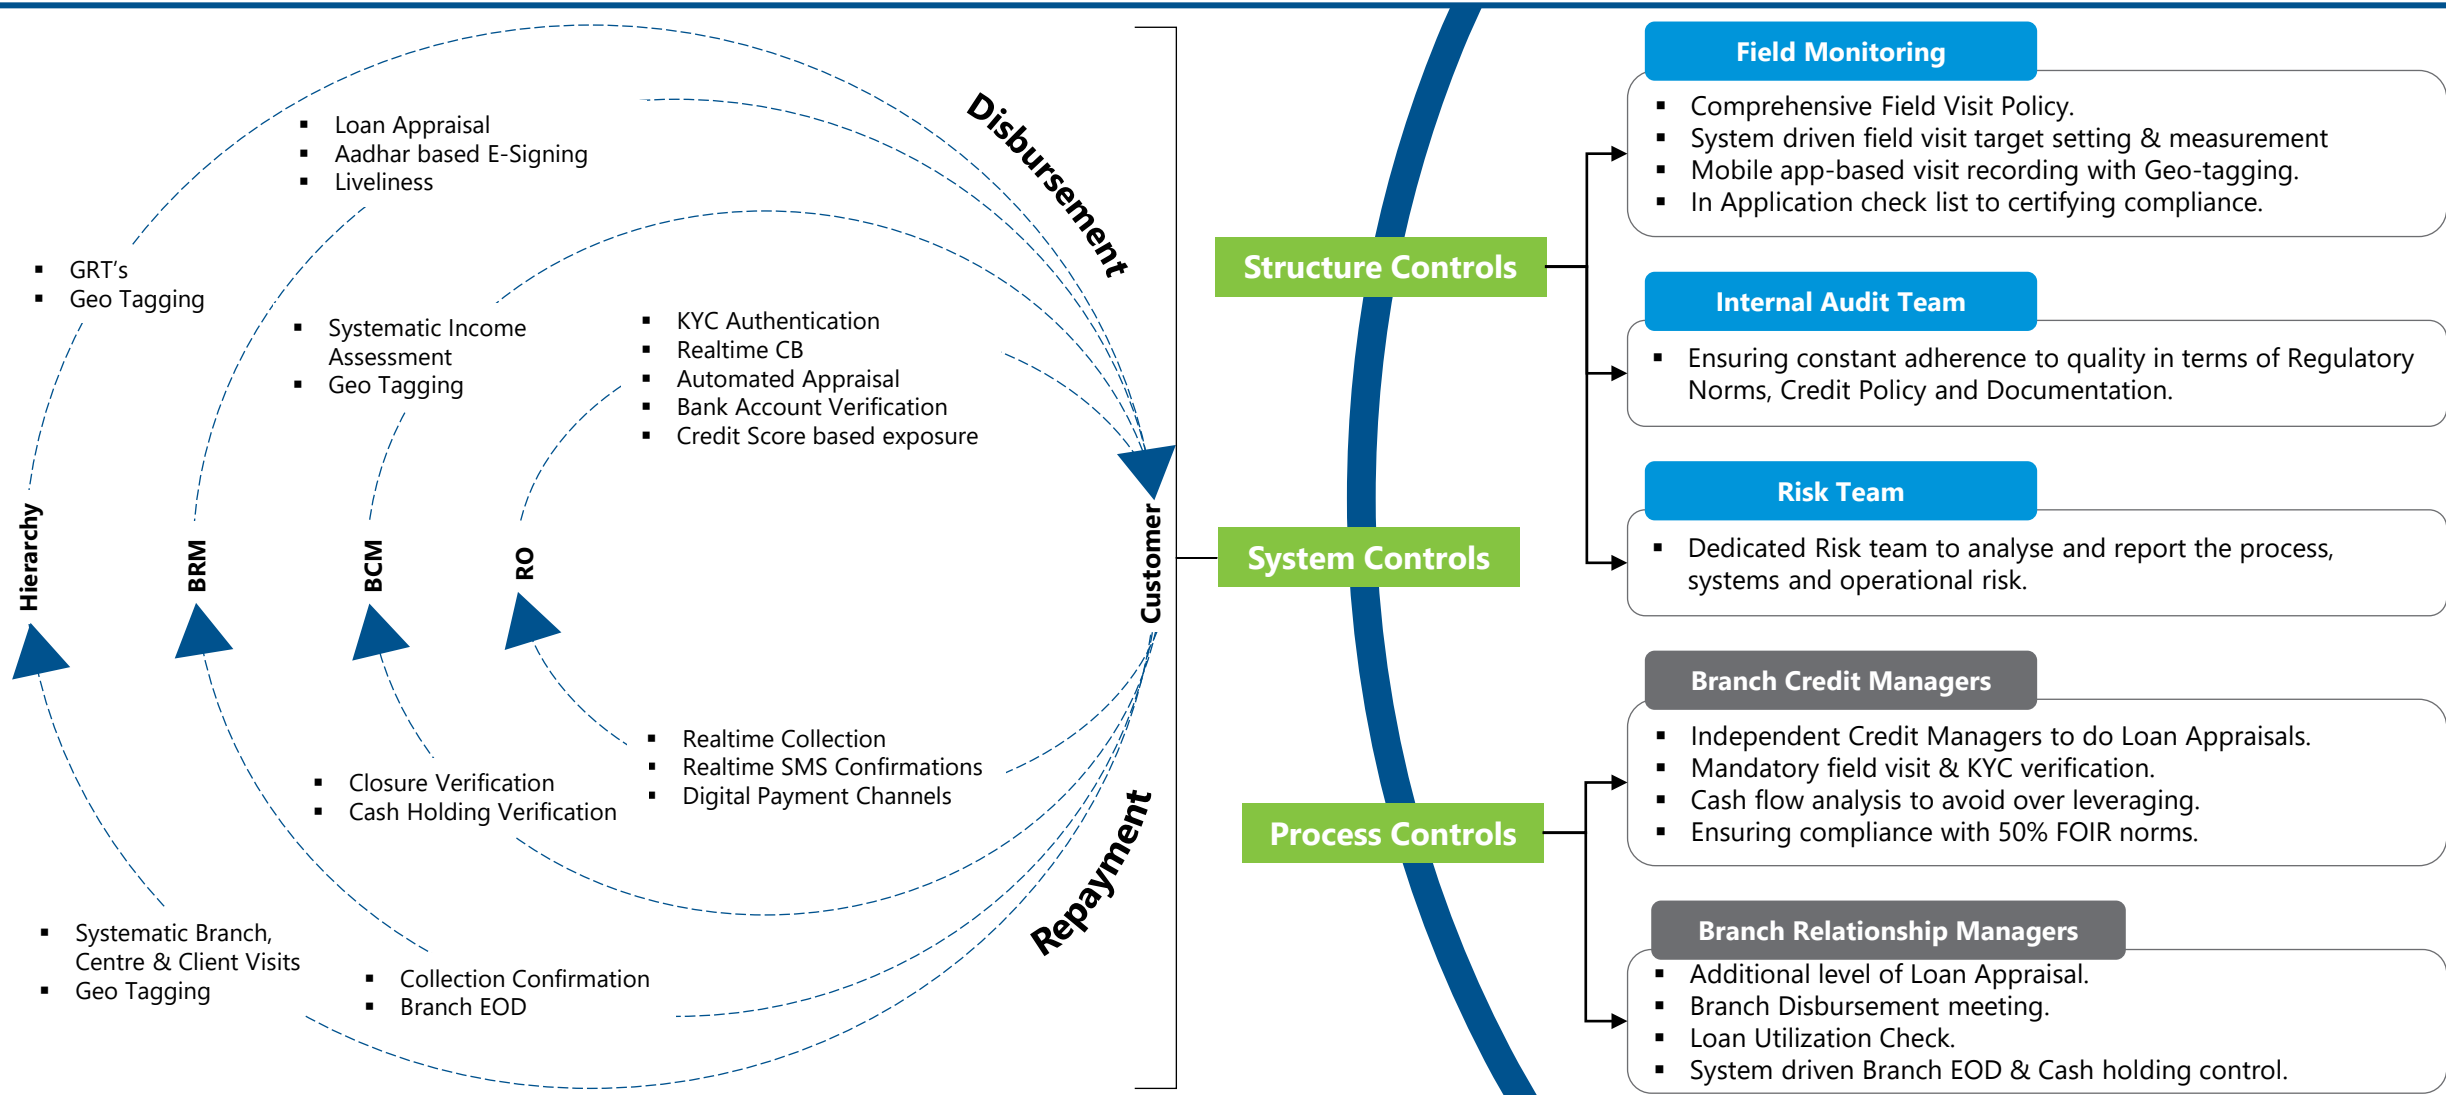 Disbursement
Loan Appraisal
Aadhar based E-Signing
Liveliness
GRT's
Geo Tagging
Systematic Income
Assessment
Geo Tagging
KYC Authentication
Realtime CB
Automated Appraisal
Bank Account Verification
Credit Score based exposure
Hierarchy
BRM
BCM
RO
Customer
Realtime Collection
Realtime SMS Confirmations
Digital Payment Channels
Closure Verification
Cash Holding Verification
Repayment
Systematic Branch,
Centre & Client Visits
Geo Tagging
Collection Confirmation
Branch EOD
Structure Controls
System Controls
Process Controls
Field Monitoring
Comprehensive Field Visit Policy.
System driven field visit target setting & measurement
Mobile app-based visit recording with Geo-tagging.
In Application check list to certifying compliance.
Internal Audit Team
Ensuring constant adherence to quality in terms of Regulatory
Norms, Credit Policy and Documentation.
Risk Team
Dedicated Risk team to analyse and report the process,
systems and operational risk.
Branch Credit Managers
Independent Credit Managers to do Loan Appraisals.
Mandatory field visit & KYC verification.
Cash flow analysis to avoid over leveraging.
Ensuring compliance with 50% FOIR norms.
Branch Relationship Managers
Additional level of Loan Appraisal.
Branch Disbursement meeting.
Loan Utilization Check.
System driven Branch EOD & Cash holding control.